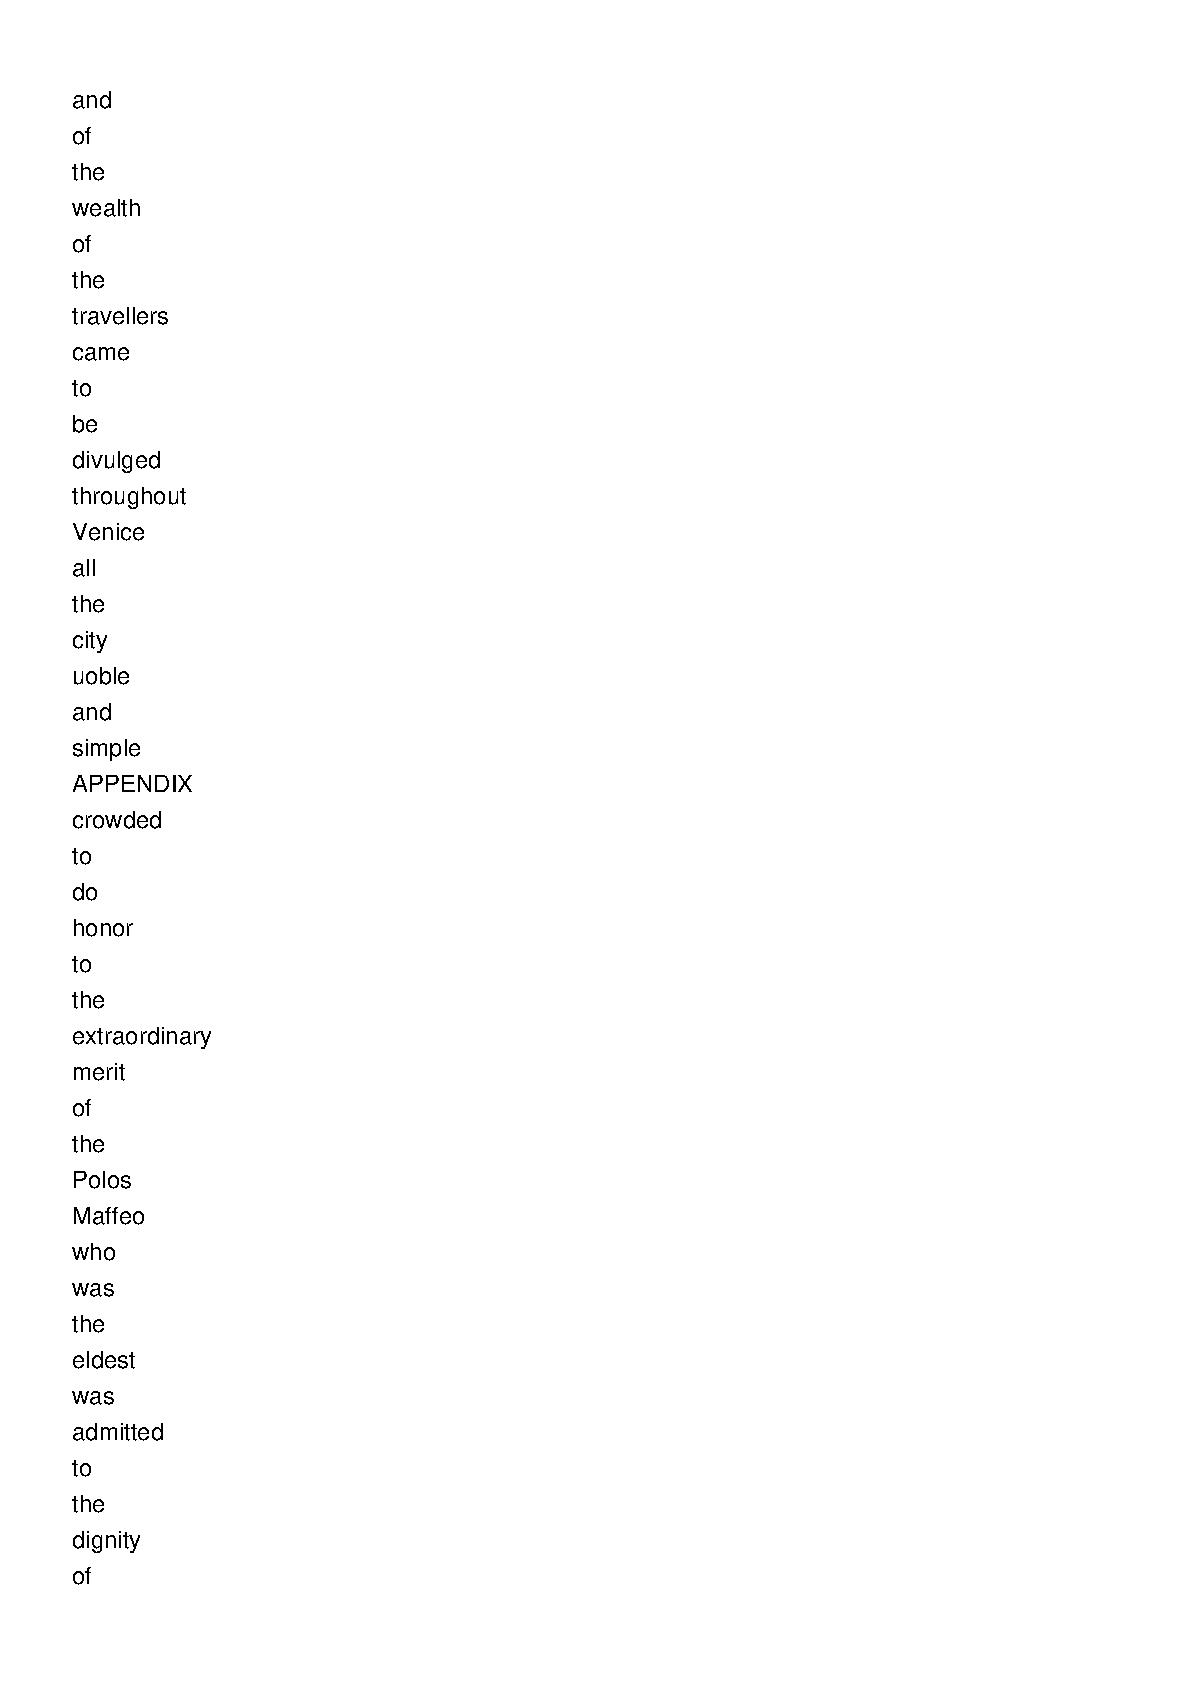 and
of
the
wealth
of
the
travellers
came
to
be
divulged
throughout
Venice
all
the
city
uoble
and
simple
APPENDIX
crowded
to
do
honor
to
the
extraordinary
merit
of
the
Polos
Maffeo
who
was
the
eldest
was
admitted
to
the
dignity
of